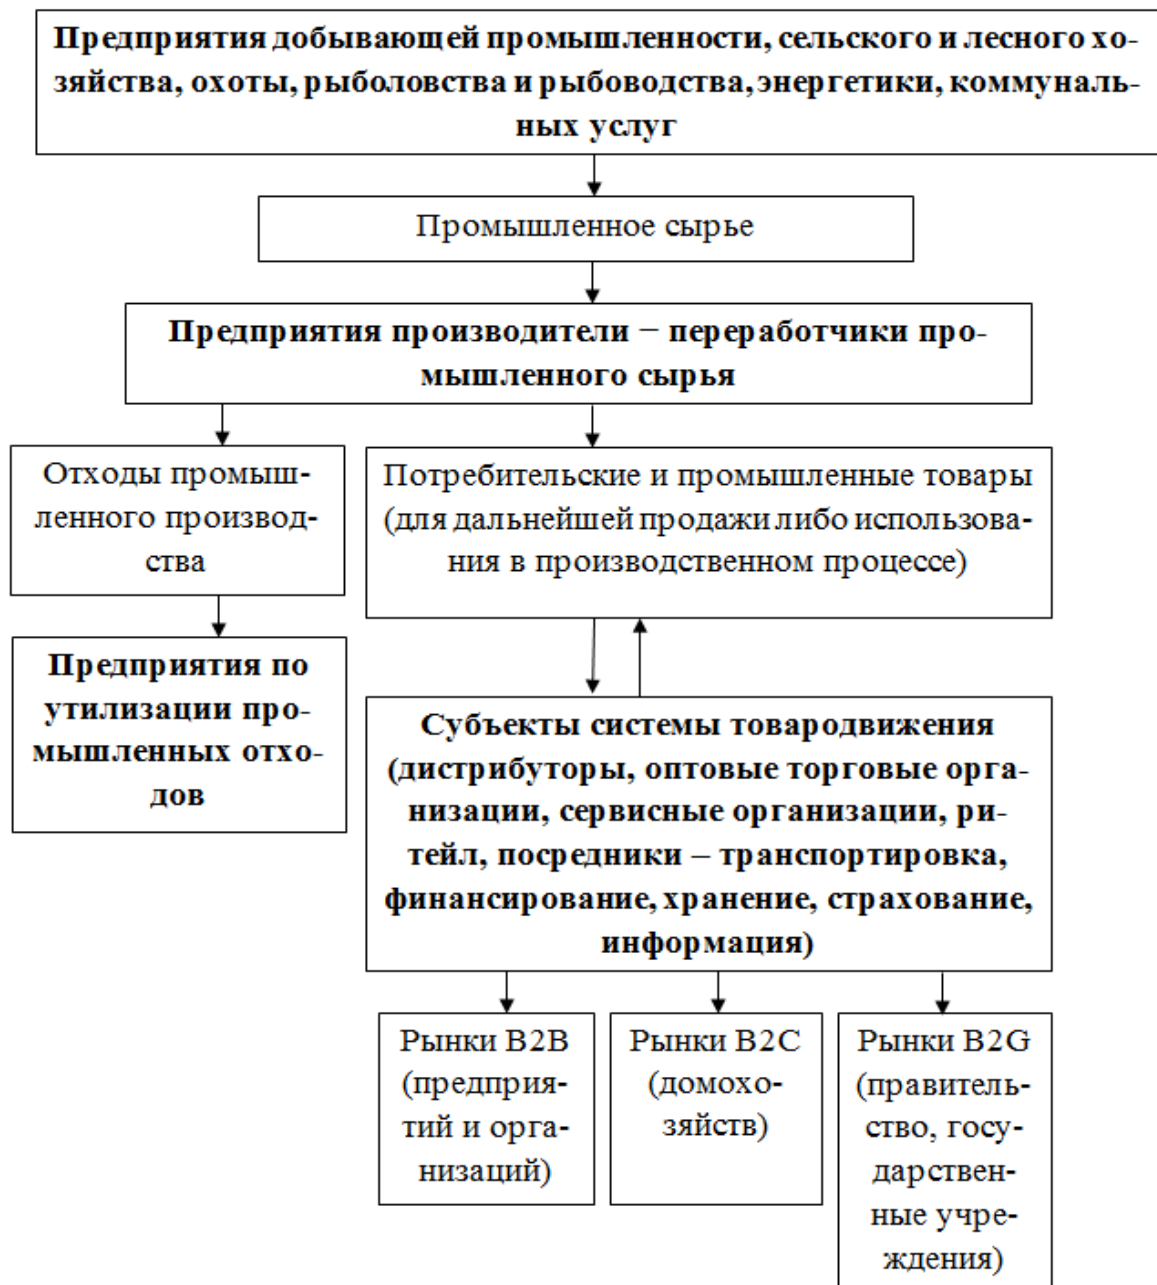 Предприятия добывающей промышленности, сельского и лесного хо-
зяйства, охоты, рыболовства и рыбоводства, энергетики, коммуналь-
ных услуг
Промышленное сырье
Предприятия производители − переработчики про-
мышленного сырья
Отходы промыш-
ленного производ-
ства
Потребительские и промышленные товары
(для дальнейшей продажи либо использова-
ния в производственном процессе)
Предприятия по
утилизации про-
мышленных отхо-
дов
Субъекты системы товародвижения
(дистрибуторы, оптовые торговые орга-
низации, сервисные организации, ри-
тейл, посредники – транспортировка,
финансирование, хранение, страхование,
информация)
Рынки B2B
(предприя-
тий и орга-
низаций)
Рынки B2C
(домохо-
зяйств)
Рынки B2G
(правитель-
ство, госу-
дарствен-
ные учре-
ждения)